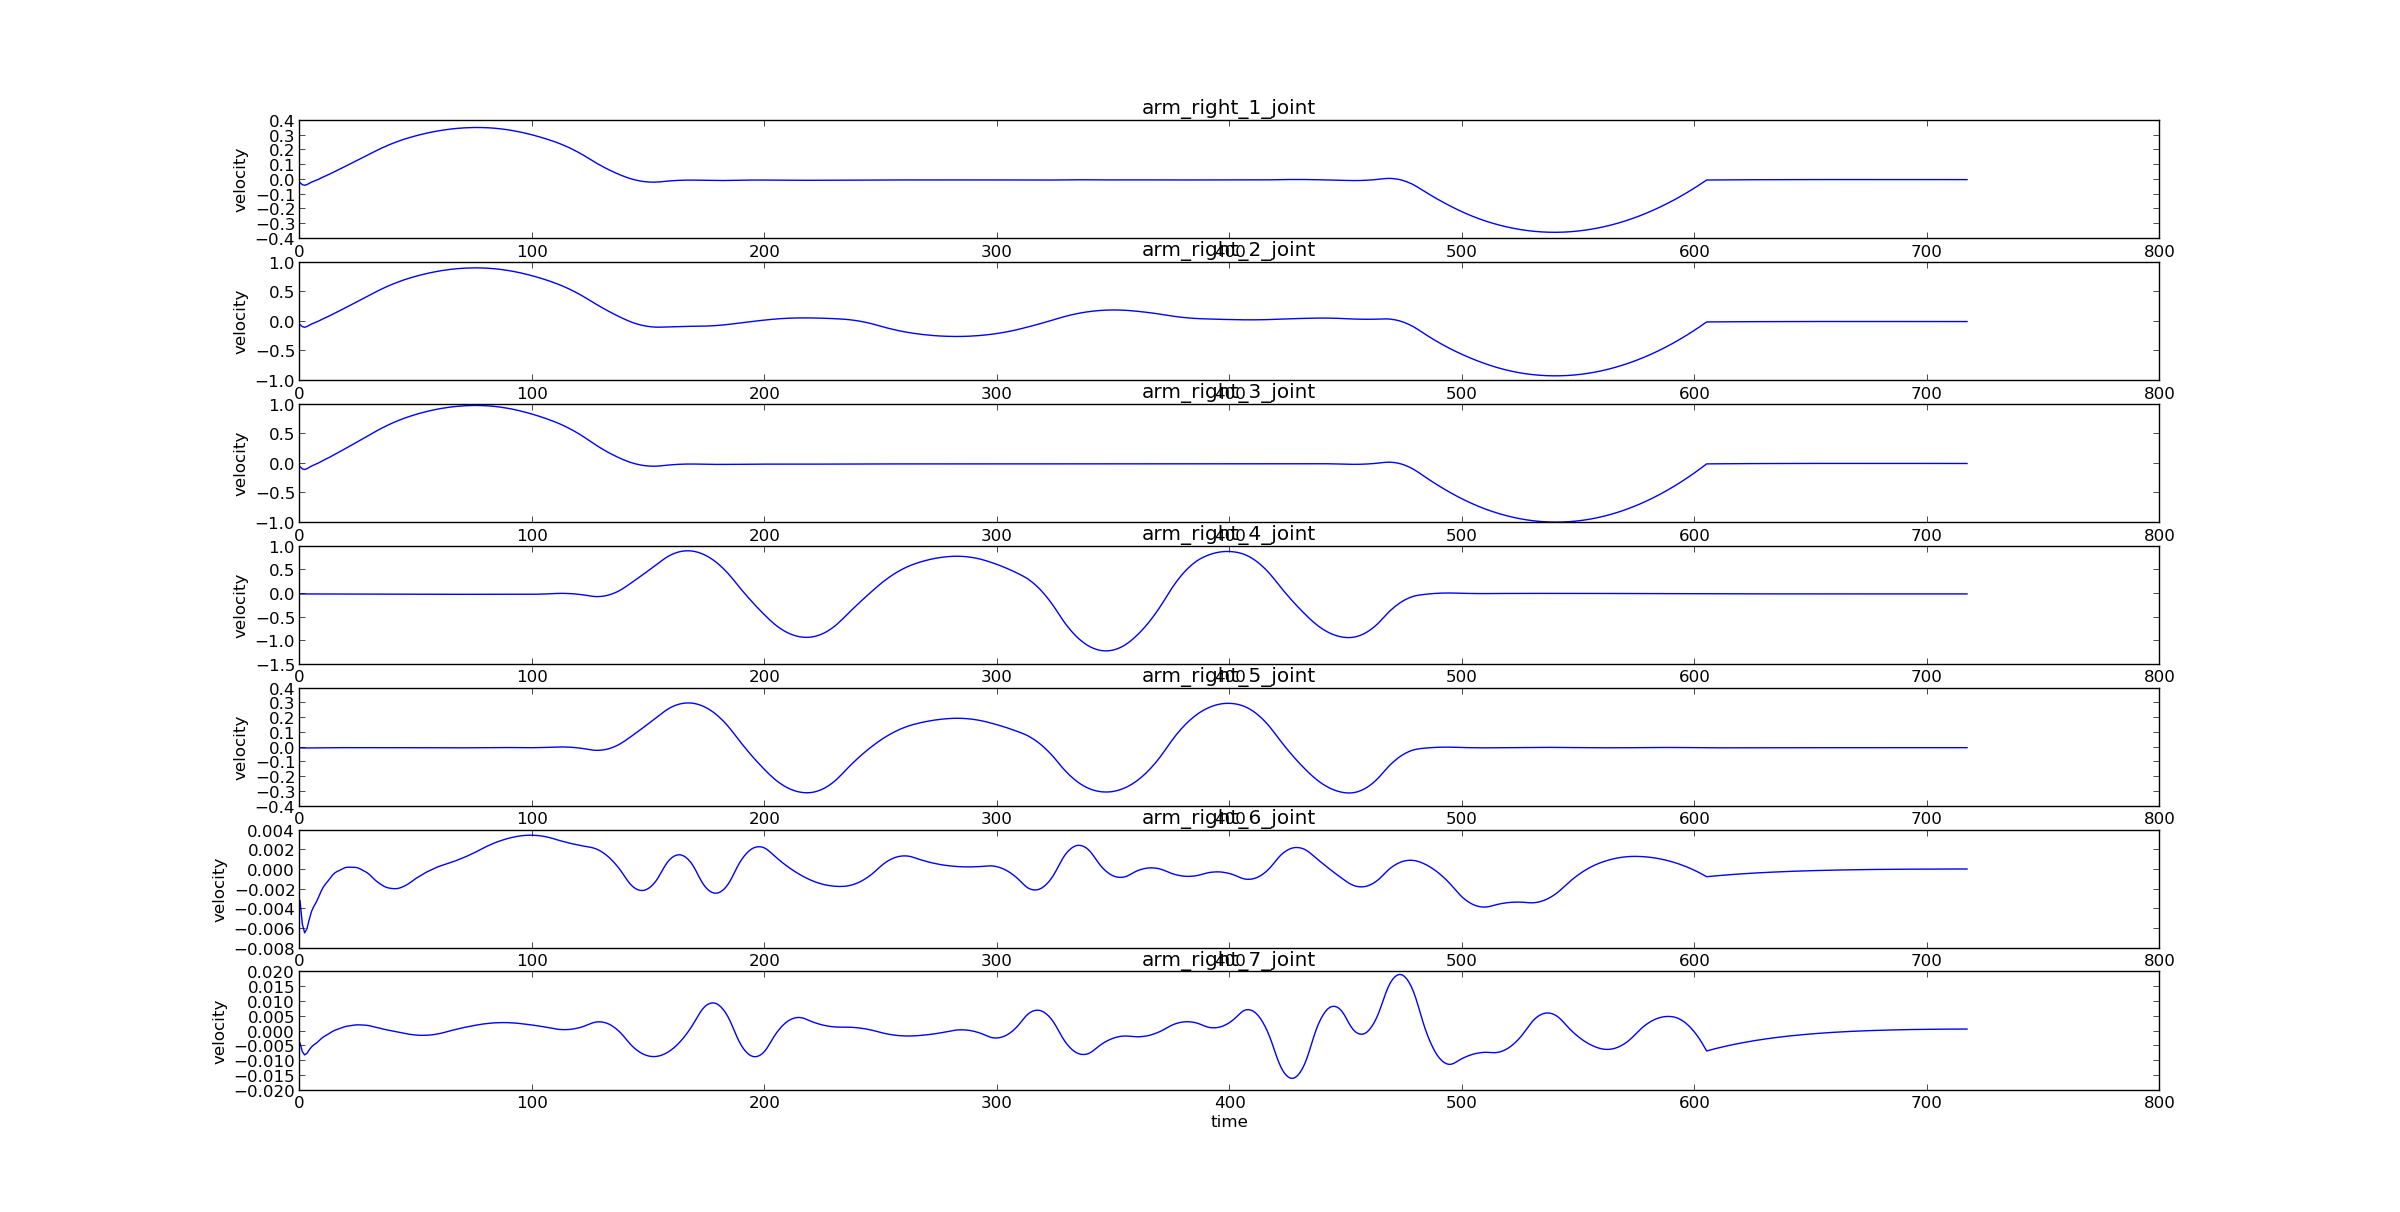 arm_right_1_joint
0.4
0.3
0.2
0.1
0.0
−0.1
−0.2
−0.3
−0.4
velocity
0 100 200 300 400 500 600 700 800
arm_right_2_joint
1.0
0.5
0.0
−0.5
−1.0
velocity
0 100 200 300 400 500 600 700 800
arm_right_3_joint
1.0
0.5
0.0
−0.5
−1.0
velocity
0 100 200 300 400 500 600 700 800
arm_right_4_joint
1.0
0.5
0.0
−0.5
−1.0
−1.5
velocity
0 100 200 300 400 500 600 700 800
arm_right_5_joint
0.4
0.3
0.2
0.1
0.0
−0.1
−0.2
−0.3
−0.4
velocity
0 100 200 300 400 500 600 700 800
arm_right_6_joint
0.004
0.002
0.000
−0.002
−0.004
−0.006
−0.008
velocity
0 100 200 300 400 500 600 700 800
arm_right_7_joint
0.020
0.015
0.010
0.005
0.000
−0.005
−0.010
−0.015
−0.020
velocity
0 100 200 300 400 500 600 700 800
time